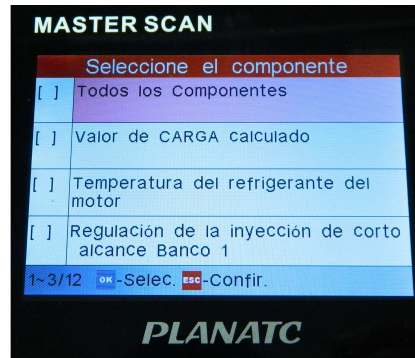 MASTER SCAN
Seleccione el componente
[ ] Todos los Componentes
[ ] Valor de CARGA calculado
[ ] Temperatura del refrigerante del
motor
[ ] Regulación de la inyección de corto
alcance Banco 1
1~3/12 OK-Selec. ESC-Confir.
PLANATC